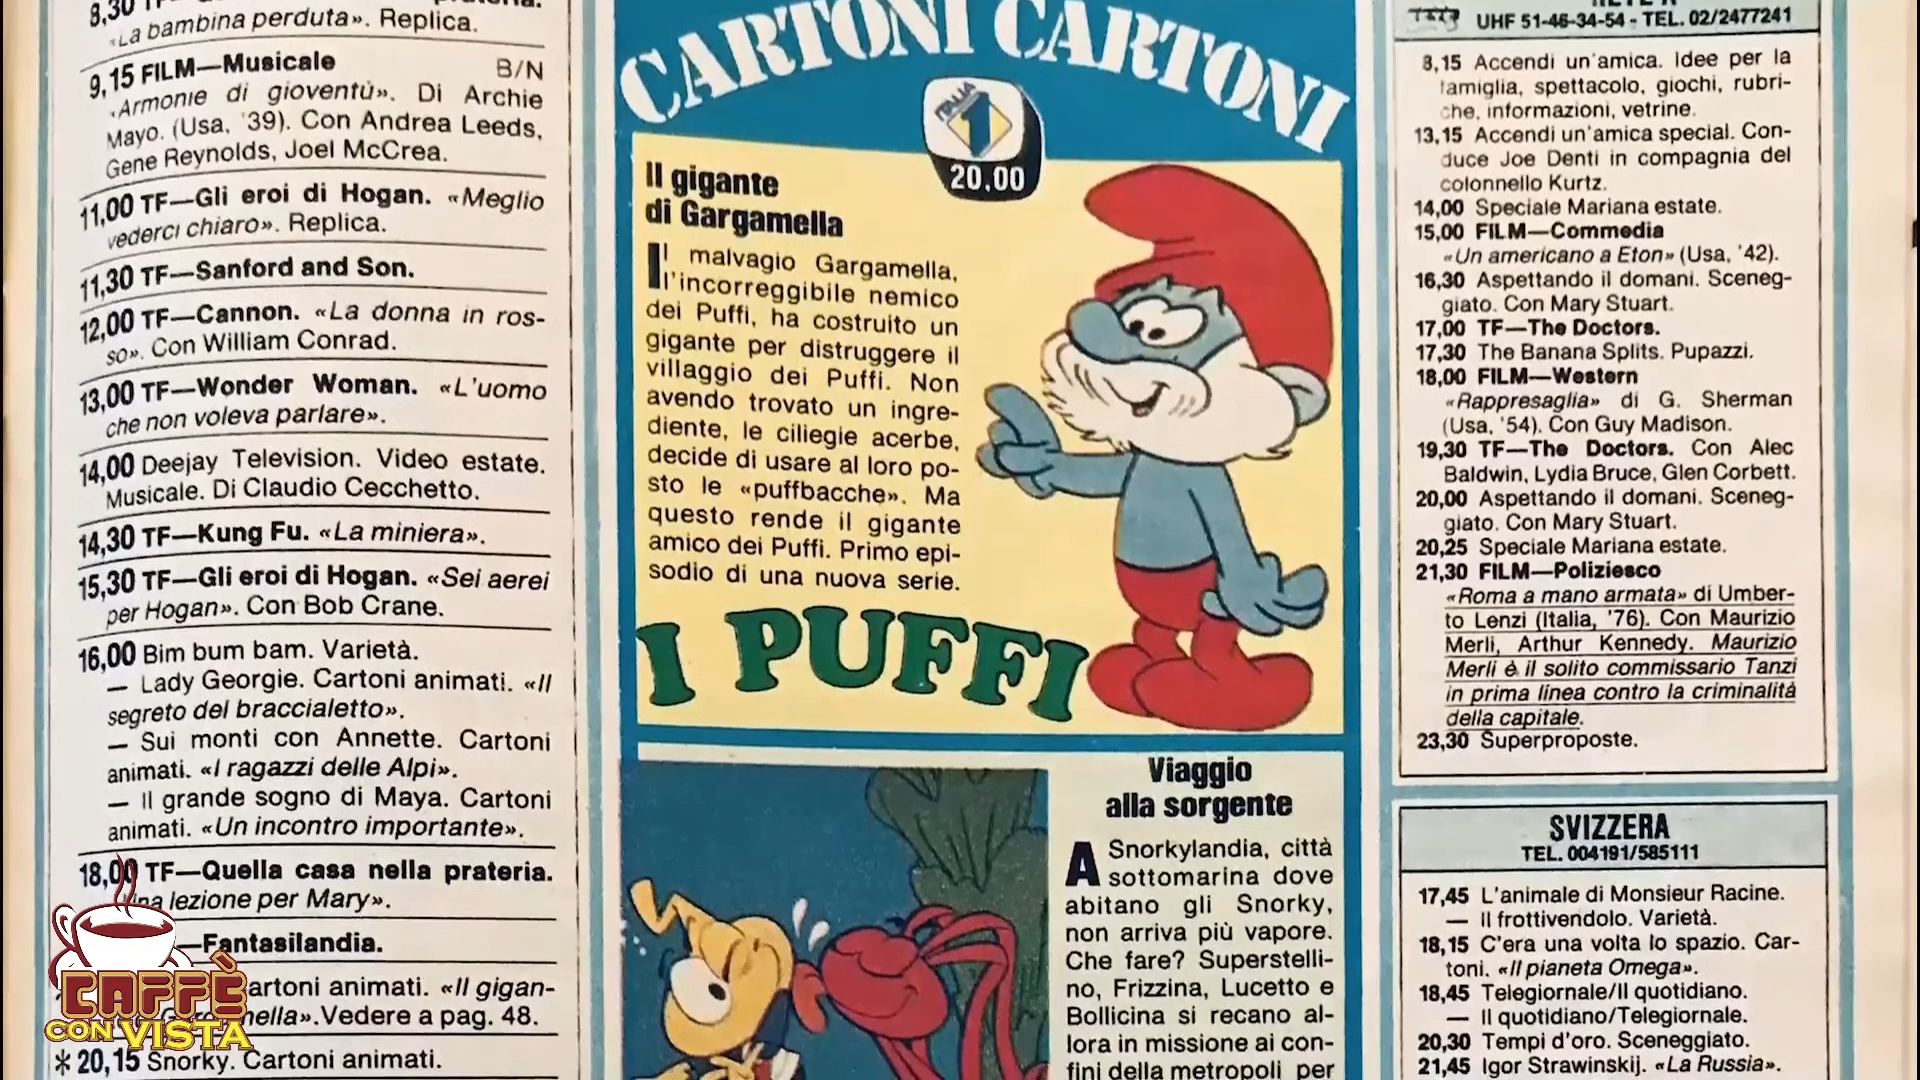 8,30
«La bambina perduta». Replica.
9,15 FILM—Musicale B/N
«Armonie di gioventù». Di Archie
Mayo. (Usa, '39). Con Andrea Leeds,
Gene Reynolds, Joel McCrea.
11,00 TF—Gli eroi di Hogan. «Meglio
vederci chiaro». Replica.
11,30 TF—Sanford and Son.
12,00 TF—Cannon. «La donna in ros-
so». Con William Conrad.
13,00 TF—Wonder Woman. «L'uomo
che non voleva parlare».
14,00 Deejay Television. Video estate.
Musicale. Di Claudio Cecchetto.
14,30 TF—Kung Fu. «La miniera».
15,30 TF—Gli eroi di Hogan. «Sei aerei
per Hogan». Con Bob Crane.
16,00 Bim bum bam. Varietà.
— Lady Georgie. Cartoni animati. «Il
segreto del braccialetto».
— Sui monti con Annette. Cartoni
animati. «I ragazzi delle Alpi».
— Il grande sogno di Maya. Cartoni
animati. «Un incontro importante».
18,00 TF—Quella casa nella prateria.
lezione per Mary».
—Fantasilandia.
artoni animati. «Il gigan-
ella».Vedere a pag. 48.
* 20,15 Snorky. Cartoni animati.
CAFFÈ
CON VISTA
CARTONI CARTONI
ITALIA
1
20,00
Il gigante
di Gargamella
Il malvagio Gargamella,
l'incorreggibile nemico
dei Puffi, ha costruito un
gigante per distruggere il
villaggio dei Puffi. Non
avendo trovato un ingre-
diente, le ciliegie acerbe,
decide di usare al loro po-
sto le «puffbacche». Ma
questo rende il gigante
amico dei Puffi. Primo epi-
sodio di una nuova serie.
I PUFFI
Viaggio
alla sorgente
A Snorkylandia, città
sottomarina dove
abitano gli Snorky,
non arriva più vapore.
Che fare? Superstelli-
no, Frizzina, Lucetto e
Bollicina si recano al-
lora in missione ai con-
fini della metropoli per
RETE A
UHF 51-46-34-54 - TEL. 02/2477241
8,15 Accendi un'amica. Idee per la
famiglia, spettacolo, giochi, rubri-
che, informazioni, vetrine.
13,15 Accendi un'amica special. Con-
duce Joe Denti in compagnia del
colonnello Kurtz.
14,00 Speciale Mariana estate.
15,00 FILM—Commedia
«Un americano a Eton» (Usa, '42).
16,30 Aspettando il domani. Sceneg-
giato. Con Mary Stuart.
17,00 TF—The Doctors.
17,30 The Banana Splits. Pupazzi.
18,00 FILM—Western
«Rappresaglia» di G. Sherman
(Usa, '54). Con Guy Madison.
19,30 TF—The Doctors. Con Alec
Baldwin, Lydia Bruce, Glen Corbett.
20,00 Aspettando il domani. Sceneg-
giato. Con Mary Stuart.
20,25 Speciale Mariana estate.
21,30 FILM—Poliziesco
«Roma a mano armata» di Umber-
to Lenzi (Italia, '76). Con Maurizio
Merli, Arthur Kennedy. Maurizio
Merli è il solito commissario Tanzi
in prima linea contro la criminalità
della capitale.
23,30 Superproposte.
SVIZZERA
TEL. 004191/585111
17,45 L'animale di Monsieur Racine.
— Il frottivendolo. Varietà.
18,15 C'era una volta lo spazio. Car-
toni. «Il pianeta Omega».
18,45 Telegiornale/Il quotidiano.
— Il quotidiano/Telegiornale.
20,30 Tempi d'oro. Sceneggiato.
21,45 Igor Strawinskij. «La Russia».